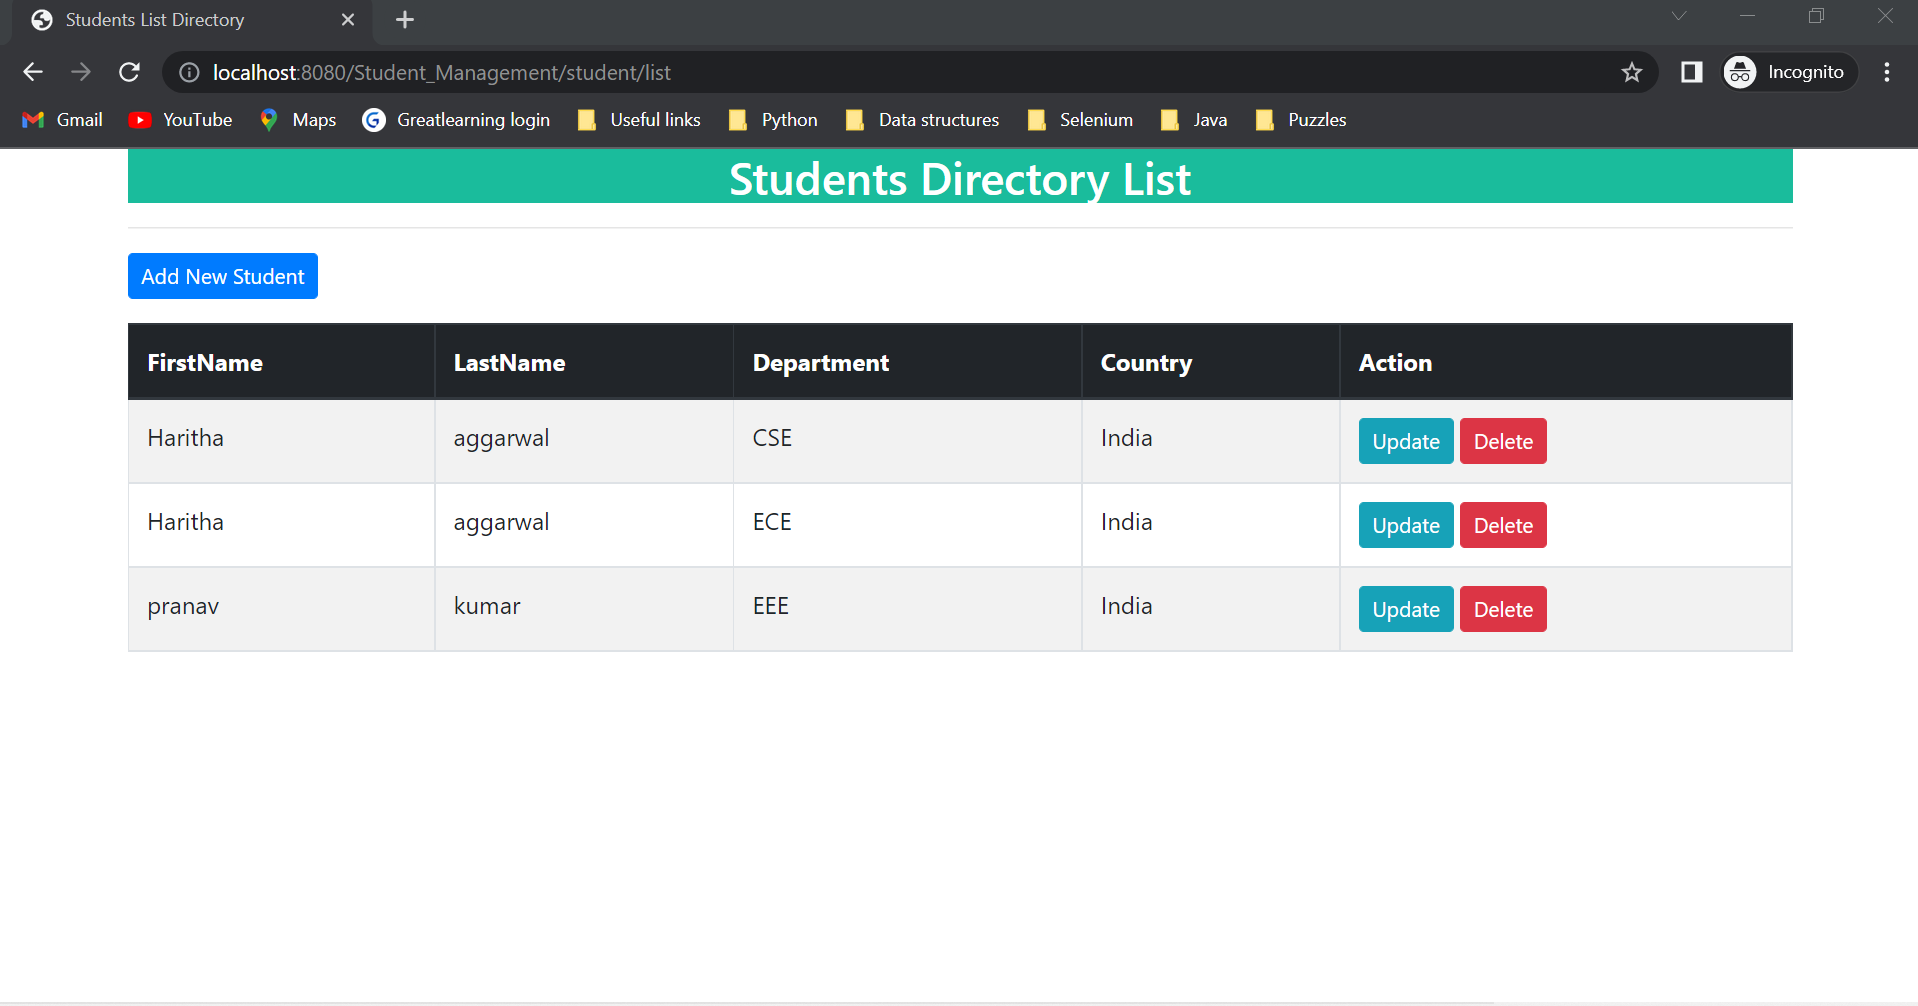 Students List Directory
localhost:8080/Student_Management/student/list
Incognito
Gmail YouTube Maps Greatlearning login Useful links Python Data structures Selenium Java Puzzles
Students Directory List
Add New Student
FirstName LastName Department Country Action
Haritha aggarwal CSE India Update Delete
Haritha aggarwal ECE India Update Delete
pranav kumar EEE India Update Delete